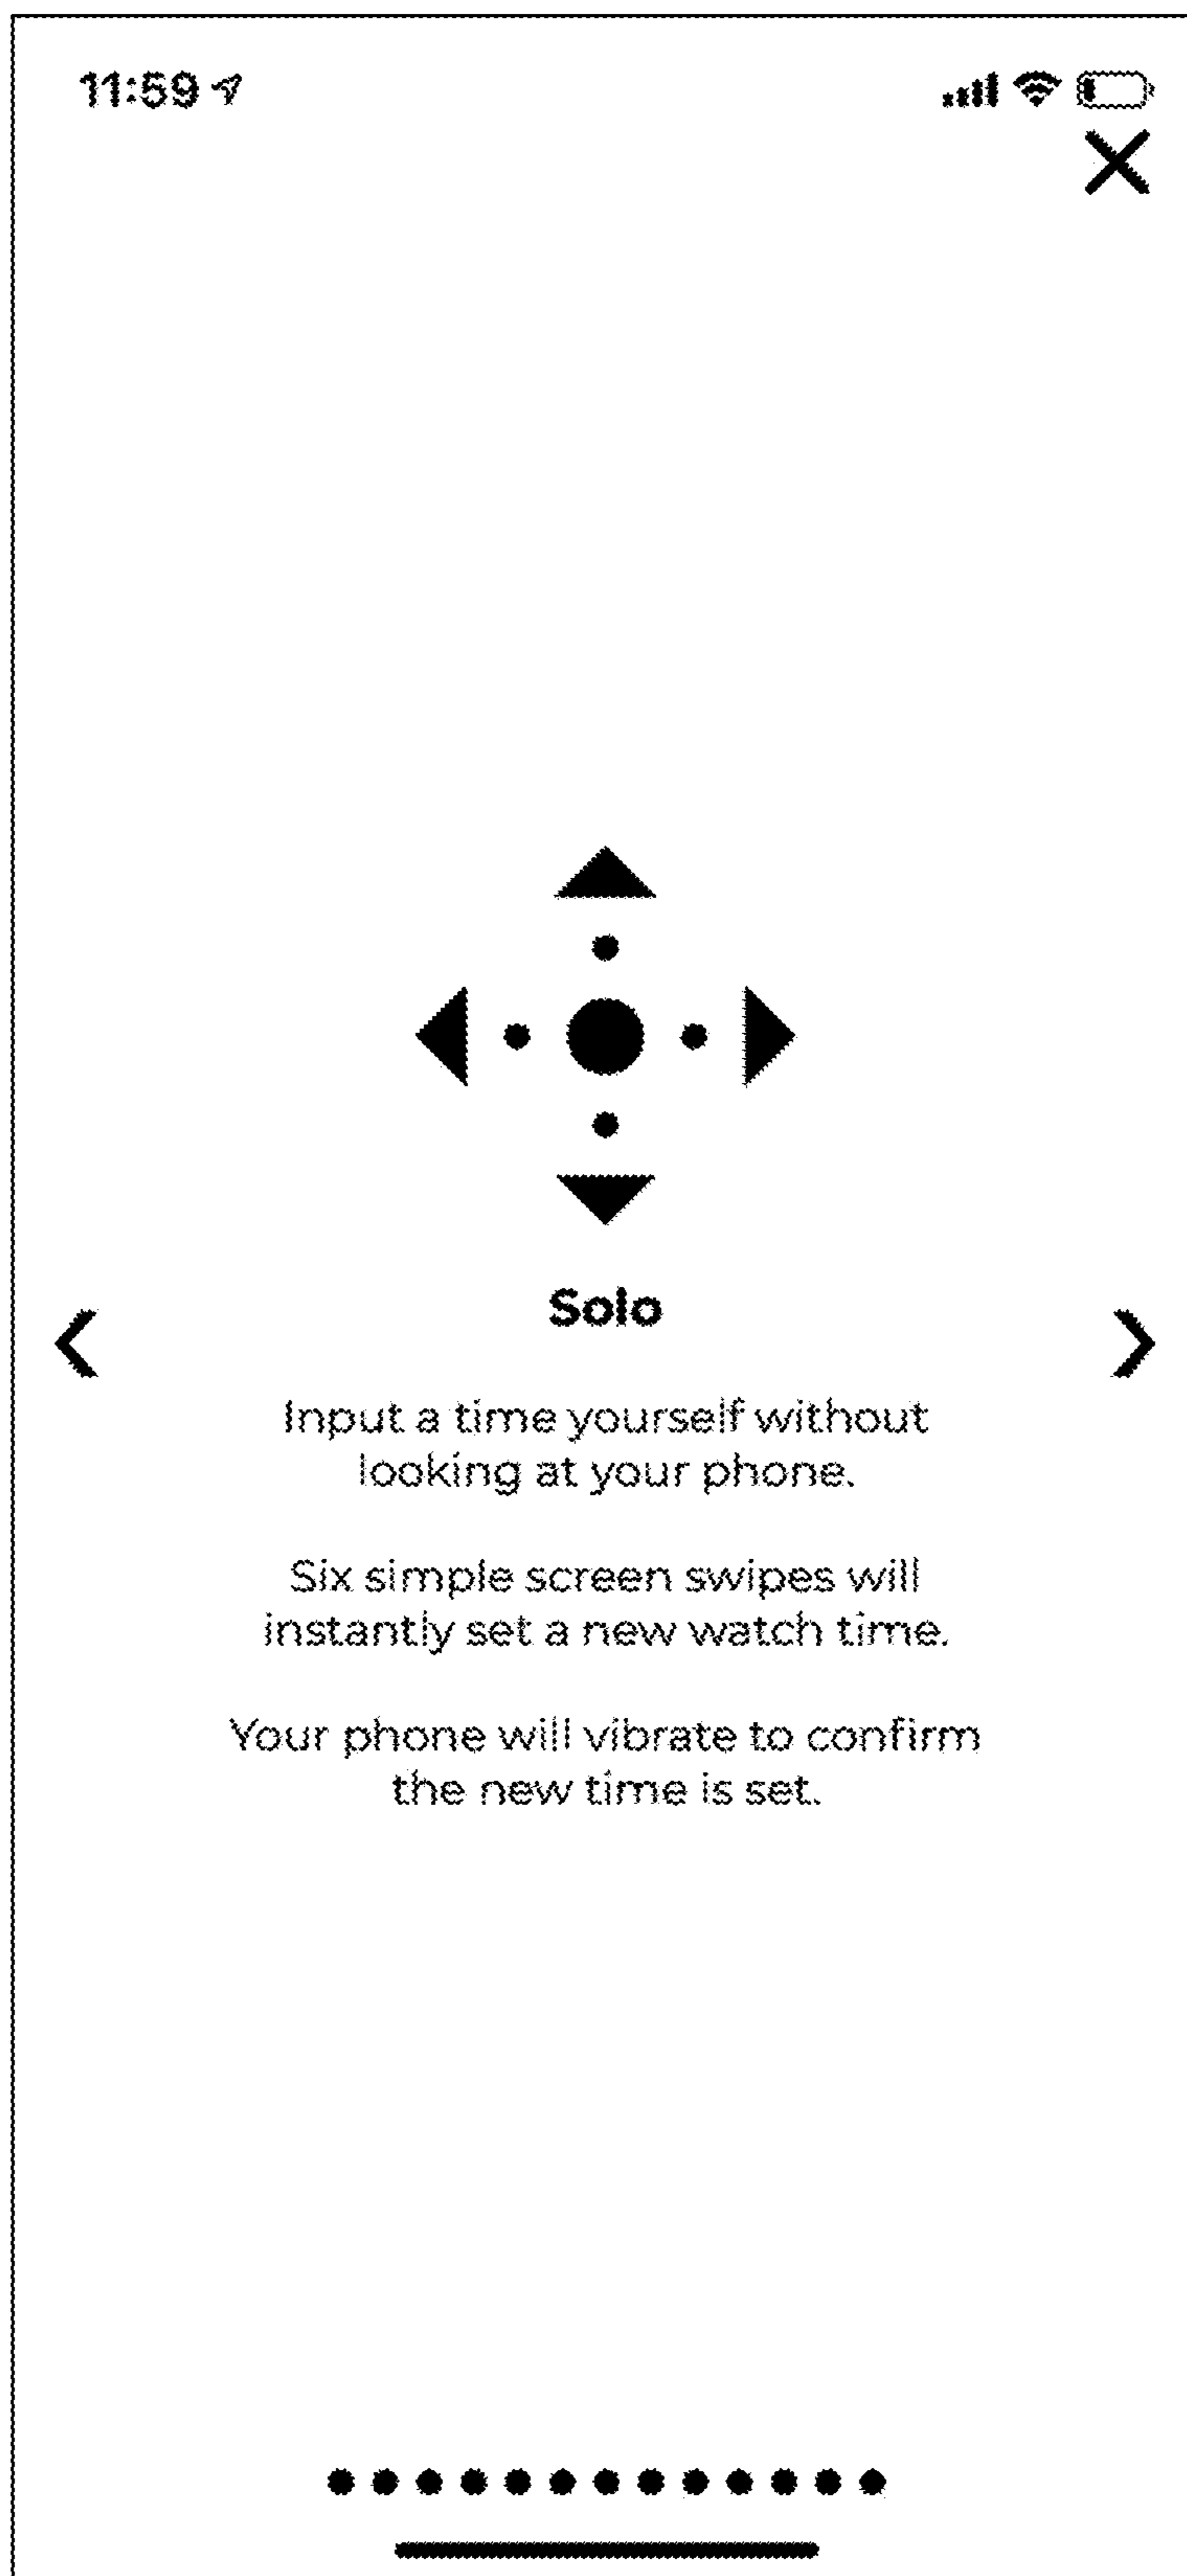 11:59
Solo
Input a time yourself without
looking at your phone.
Six simple screen swipes will
instantly set a new watch time.
Your phone will vibrate to confirm
the new time is set.